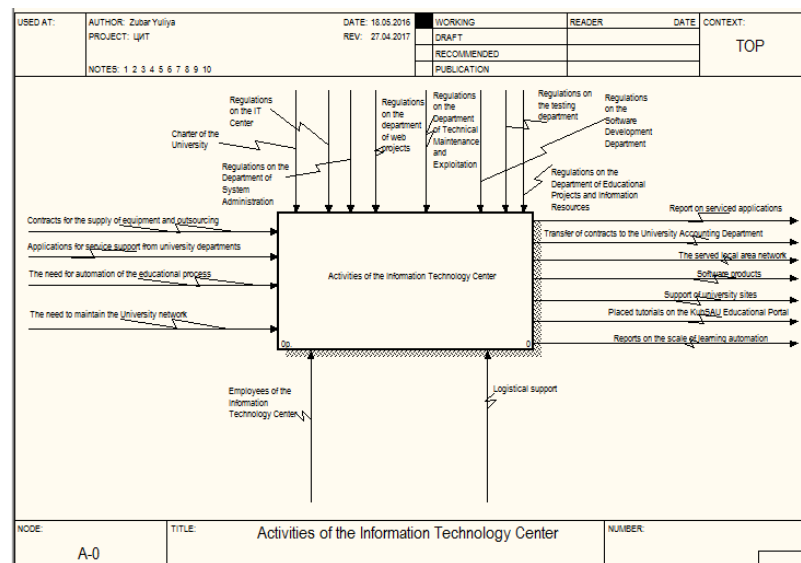 USED AT:
AUTHOR: Zubar Yuliya
DATE: 18.05.2016
WORKING
READER
DATE
CONTEXT:
PROJECT: ЦИТ
REV: 27.04.2017
DRAFT
TOP
RECOMMENDED
NOTES: 1 2 3 4 5 6 7 8 9 10
PUBLICATION
Charter of the
University
Regulations
on the IT
Center
Regulations on the
Department of
System
Administration
Regulations
on the
department
of web
projects
Regulations
on the
Department
of Technical
Maintenance
and
Exploitation
Regulations on
the testing
department
Regulations
on the
Software
Development
Department
Regulations on the
Department of Educational
Projects and Information
Resources
Contracts for the supply of equipment and outsourcing
Applications for service support from university departments
The need for automation of the educational process
The need to maintain the University network
Activities of the Information Technology Center
0р.
0
Report on serviced applications
Transfer of contracts to the University Accounting Department
The served local area network
Software products
Support of university sites
Placed tutorials on the KubSAU Educational Portal
Reports on the scale of learning automation
Employees of the
Information
Technology Center
Logistical support
NODE:
TITLE:
Activities of the Information Technology Center
NUMBER:
A-0